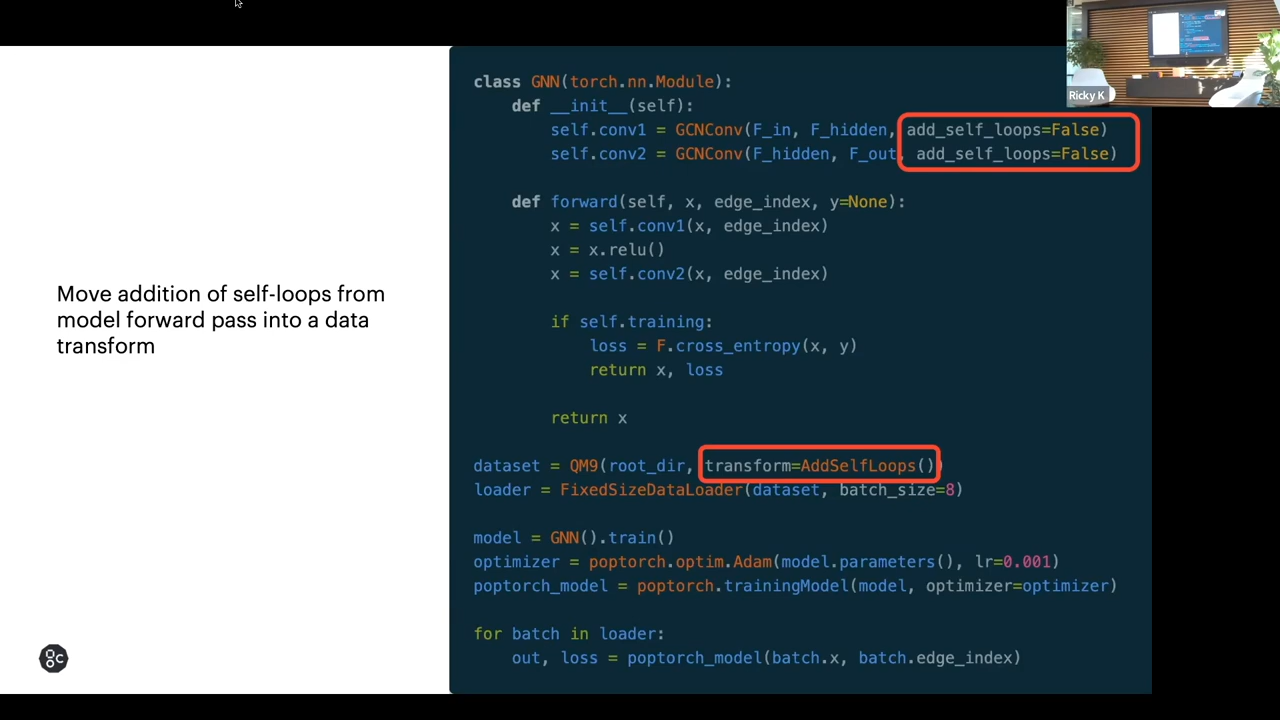 Move addition of self-loops from
model forward pass into a data
transform
class GNN(torch.nn.Module):
    def __init__(self):
        self.conv1 = GCNConv(F_in, F_hidden, add_self_loops=False)
        self.conv2 = GCNConv(F_hidden, F_out, add_self_loops=False)
    def forward(self, x, edge_index, y=None):
        x = self.conv1(x, edge_index)
        x = x.relu()
        x = self.conv2(x, edge_index)
        if self.training:
            loss = F.cross_entropy(x, y)
            return x, loss
        return x
dataset = QM9(root_dir, transform=AddSelfLoops())
loader = FixedSizeDataLoader(dataset, batch_size=8)
model = GNN().train()
optimizer = poptorch.optim.Adam(model.parameters(), lr=0.001)
poptorch_model = poptorch.trainingModel(model, optimizer=optimizer)
for batch in loader:
    out, loss = poptorch_model(batch.x, batch.edge_index)
Ricky K